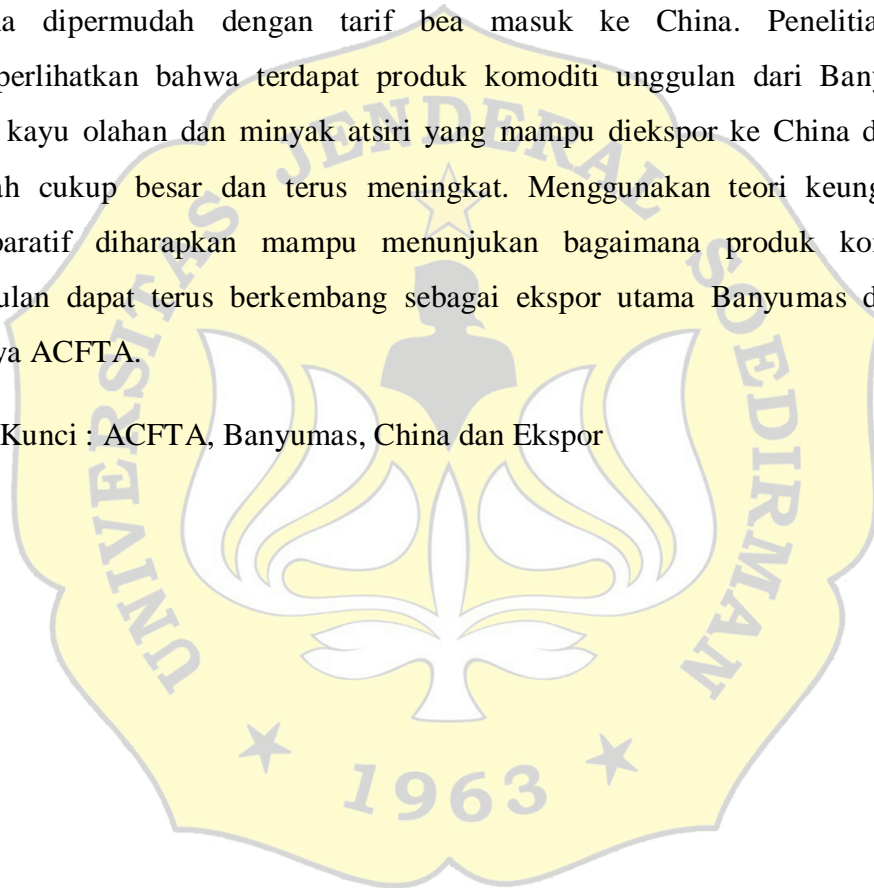 na dipermudah dengan tarif bea masuk ke China. Penelitia
perlihatkan bahwa terdapat produk komoditi unggulan dari Bany
kayu olahan dan minyak atsiri yang mampu diekspor ke China d
ah cukup besar dan terus meningkat. Menggunakan teori keung
paratif diharapkan mampu menunjukan bagaimana produk ko
ulan dapat terus berkembang sebagai ekspor utama Banyumas d
ya ACFTA.
Kunci : ACFTA, Banyumas, China dan Ekspor
UNIVERSITAS JENDERAL SOEDIRMAN
1963